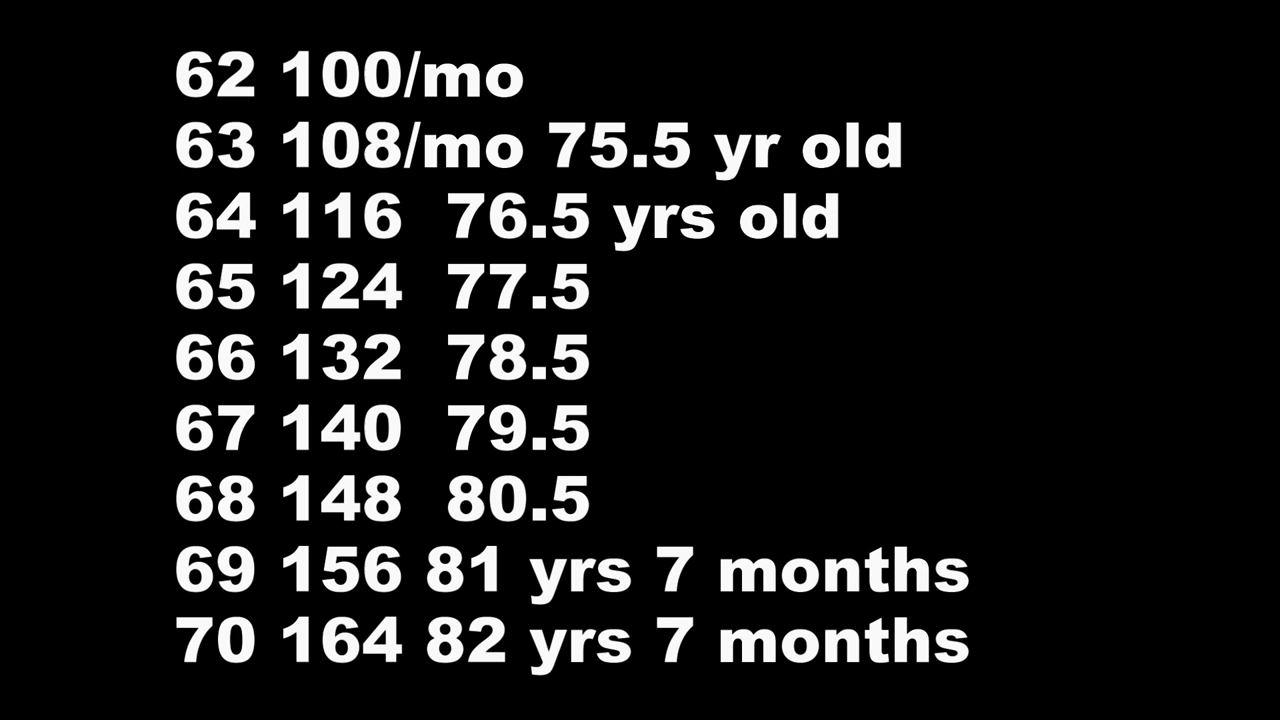 62 100/mo
63 108/mo 75.5 yr old
64 116 76.5 yrs old
65 124 77.5
66 132 78.5
67 140 79.5
68 148 80.5
69 156 81 yrs 7 months
70 164 82 yrs 7 months